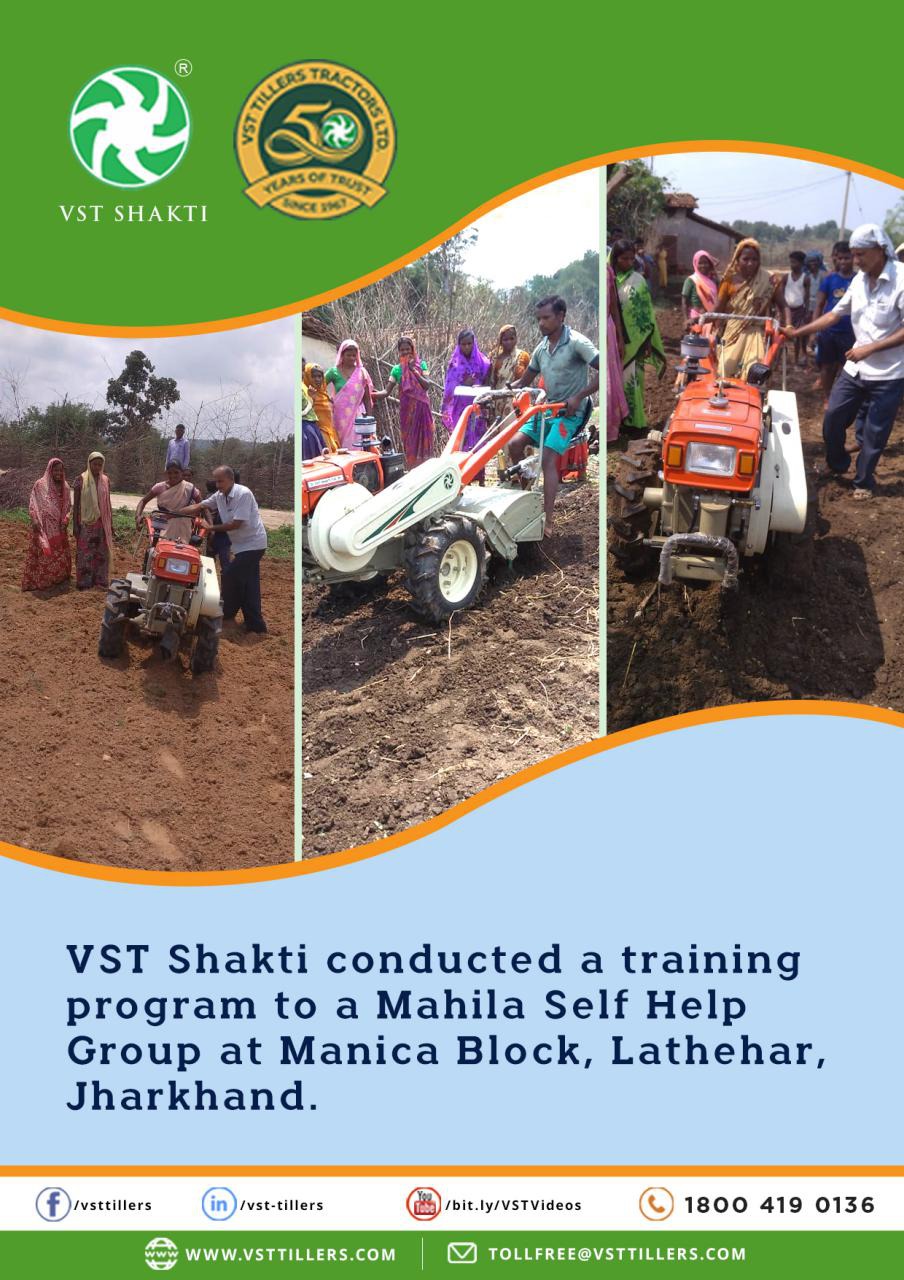 ®
VST SHAKTI
VST TILLERS TRACTORS LTD.
50
YEARS OF TRUST
SINCE 1967
VST Shakti conducted a training
program to a Mahila Self Help
Group at Manica Block, Lathehar,
Jharkhand.
/vsttillers
/vst-tillers
You Tube /bit.ly/VSTVideos
1800 419 0136
WWW.VSTTILLERS.COM
TOLLFREE@VSTTILLERS.COM